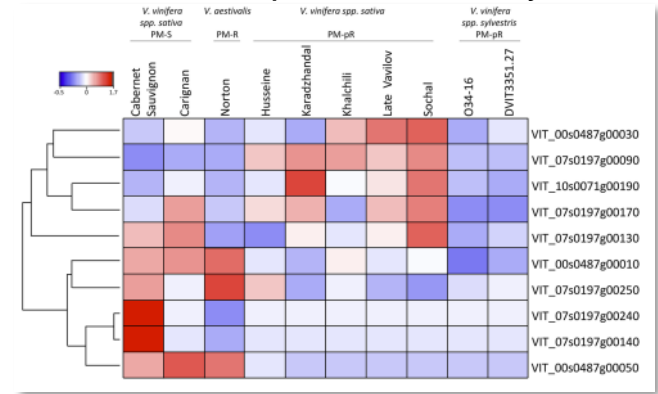 V. vinifera
spp. sativa
PM-S
V. aestivalis
PM-R
V. vinifera spp. sativa
PM-pR
V. vinifera
spp. sylvestris
PM-pR
-0.5 0 1.7
Cabernet
Sauvignon
Carignan
Norton
Husseine
Karadzhandal
Khalchili
Late Vavilov
Sochal
O34-16
DVIT3351.27
VIT_00s0487g00030
VIT_07s0197g00090
VIT_10s0071g00190
VIT_07s0197g00170
VIT_07s0197g00130
VIT_00s0487g00010
VIT_07s0197g00250
VIT_07s0197g00240
VIT_07s0197g00140
VIT_00s0487g00050